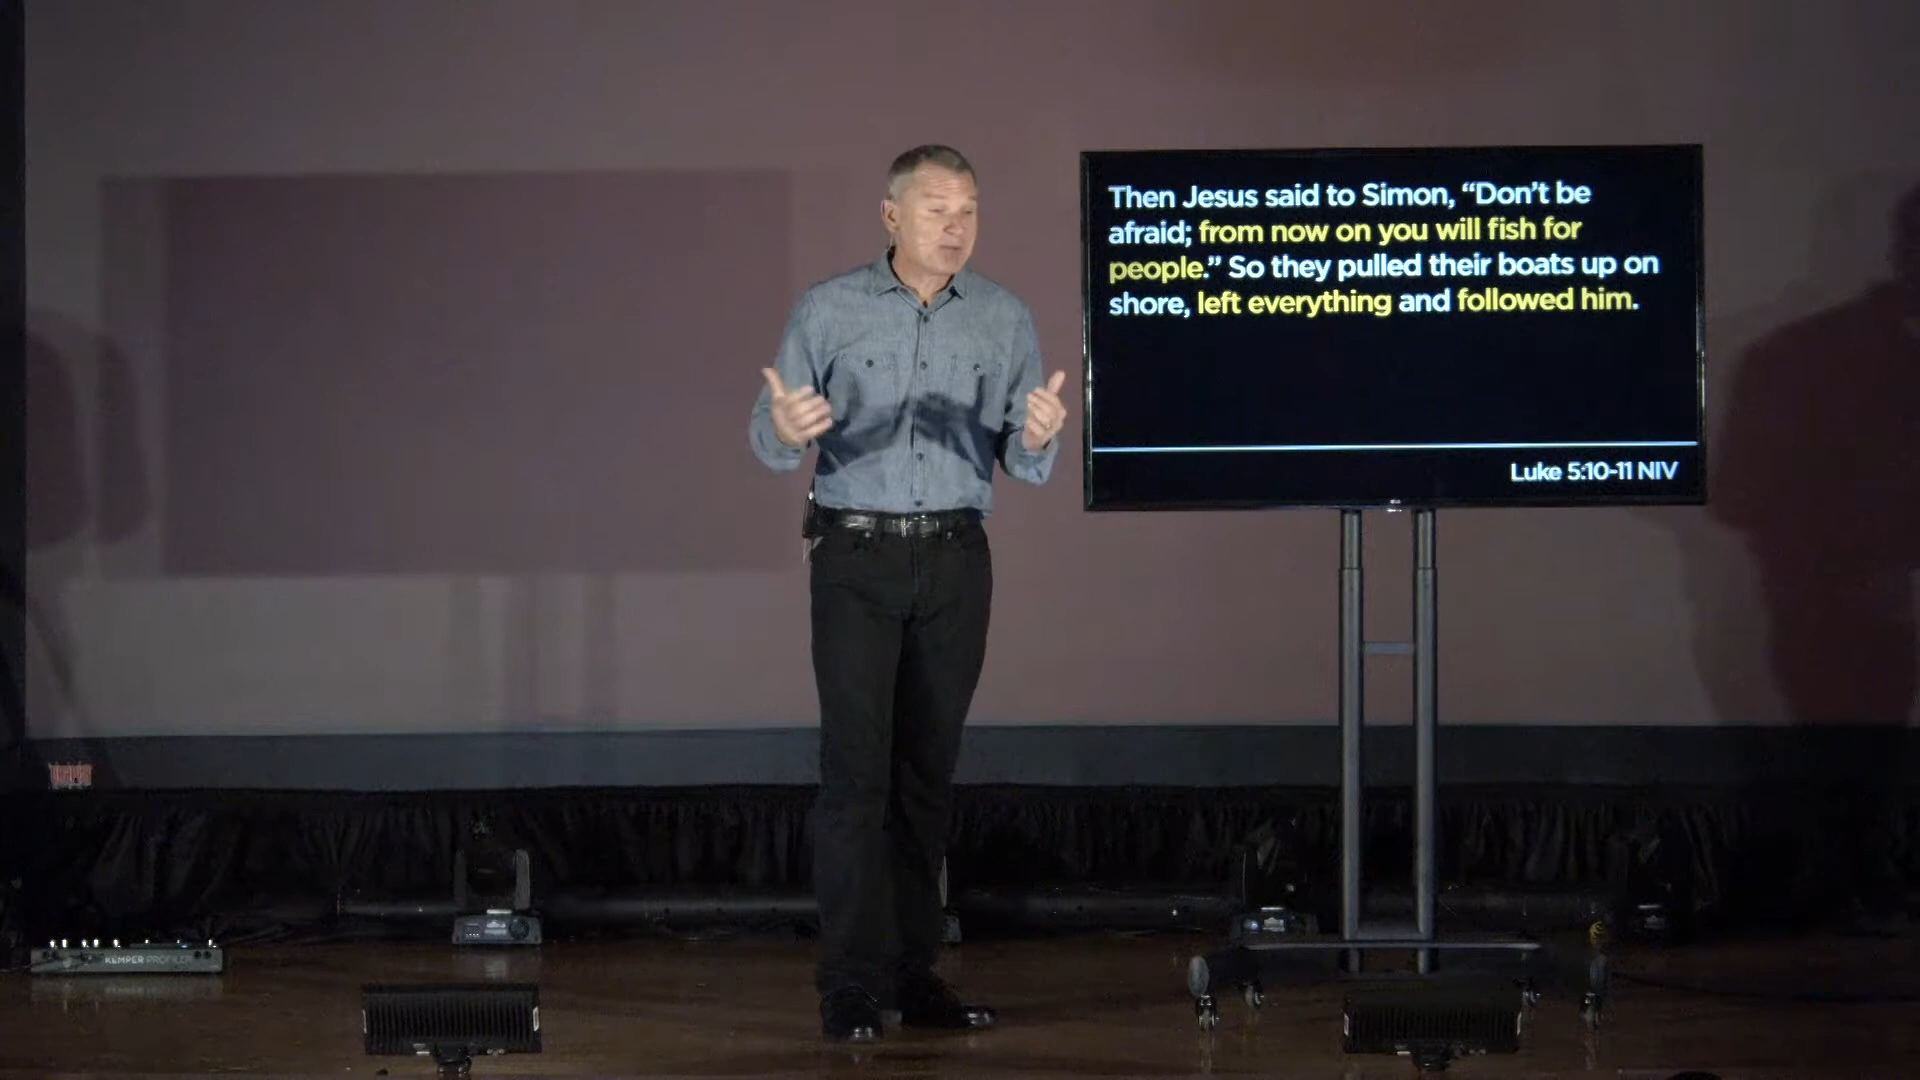 Then Jesus said to Simon, “Don’t be
afraid; from now on you will fish for
people.” So they pulled their boats up on
shore, left everything and followed him.
Luke 5:10-11 NIV
KEMPER PROFILER